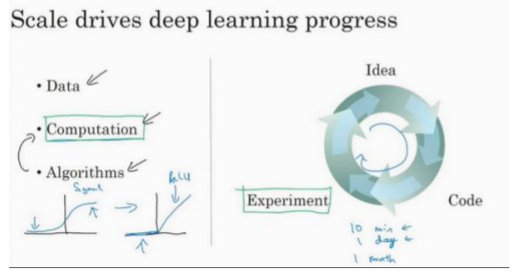 Scale drives deep learning progress
• Data
• Computation
• Algorithms
Sigmoid
ReLU
Idea
Experiment
Code
10 min
1 day
1 month